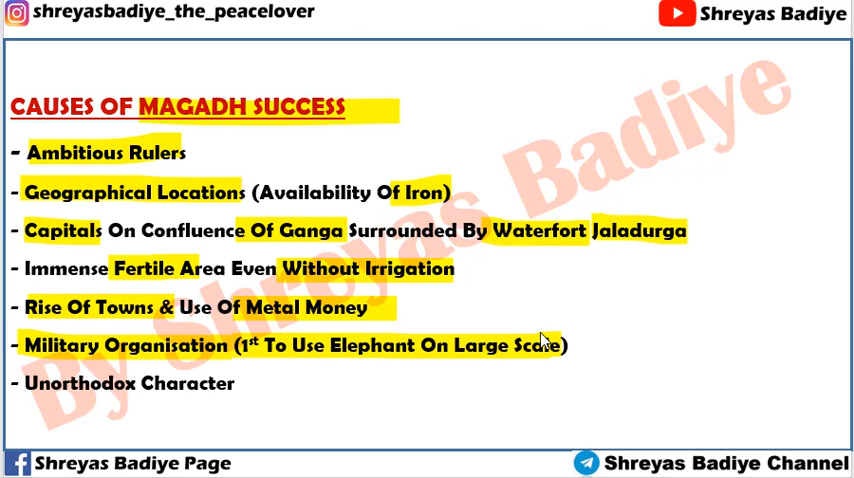 shreyasbadiye_the_peacelover
Shreyas Badiye
CAUSES OF MAGADH SUCCESS
- Ambitious Rulers
- Geographical Locations (Availability Of Iron)
- Capitals On Confluence Of Ganga Surrounded By Waterfort Jaladurga
- Immense Fertile Area Even Without Irrigation
- Rise Of Towns & Use Of Metal Money
- Military Organisation (1st To Use Elephant On Large Scale)
- Unorthodox Character
By Shreyas Badiye
Shreyas Badiye Page
Shreyas Badiye Channel